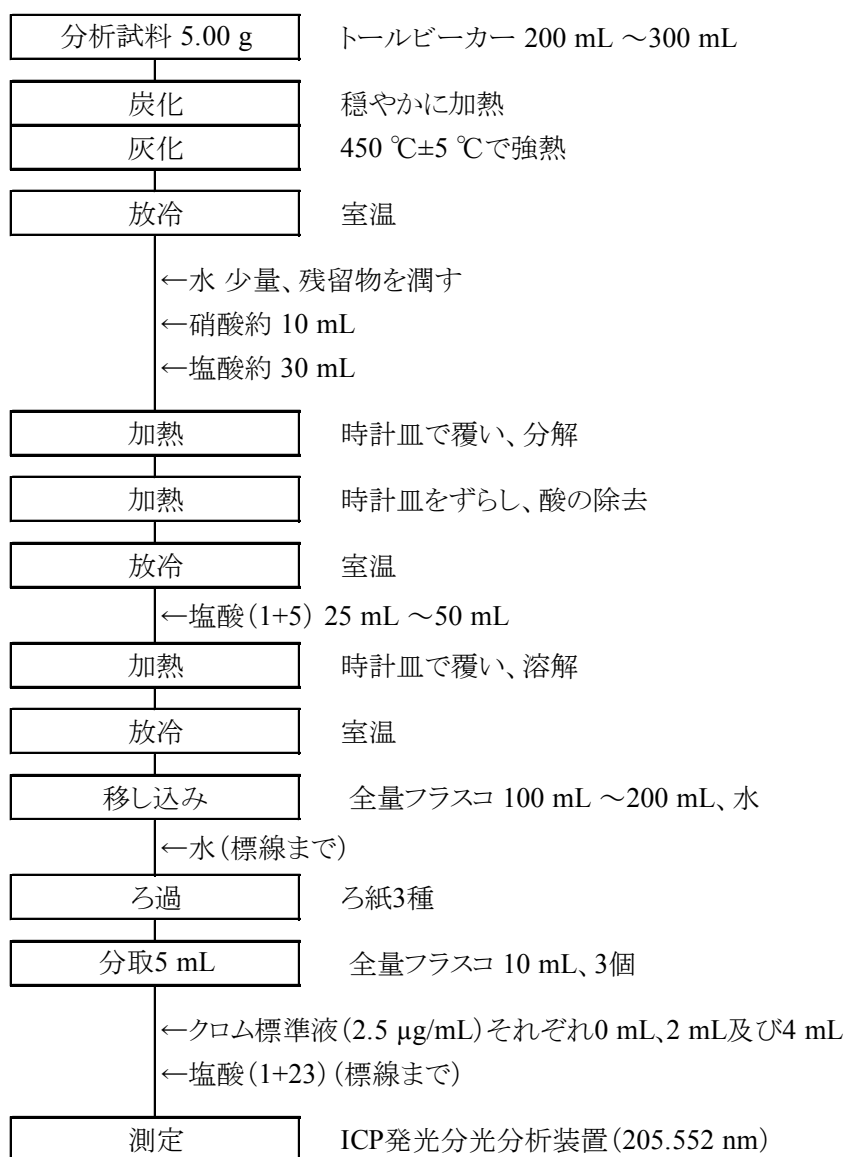 分析試料 5.00 g トールビーカー 200 mL ～300 mL
炭化 穏やかに加熱
灰化 450 ℃±5 ℃で強熱
放冷 室温
←水 少量、残留物を潤す
←硝酸約 10 mL
←塩酸約 30 mL
加熱 時計皿で覆い、分解
加熱 時計皿をずらし、酸の除去
放冷 室温
←塩酸（1+5） 25 mL ～50 mL
加熱 時計皿で覆い、溶解
放冷 室温
移し込み 全量フラスコ 100 mL ～200 mL、水
←水（標線まで）
ろ過 ろ紙3種
分取5 mL 全量フラスコ 10 mL、3個
←クロム標準液（2.5 µg/mL）それぞれ0 mL、2 mL及び4 mL
←塩酸（1+23）（標線まで）
測定 ICP発光分光分析装置（205.552 nm）